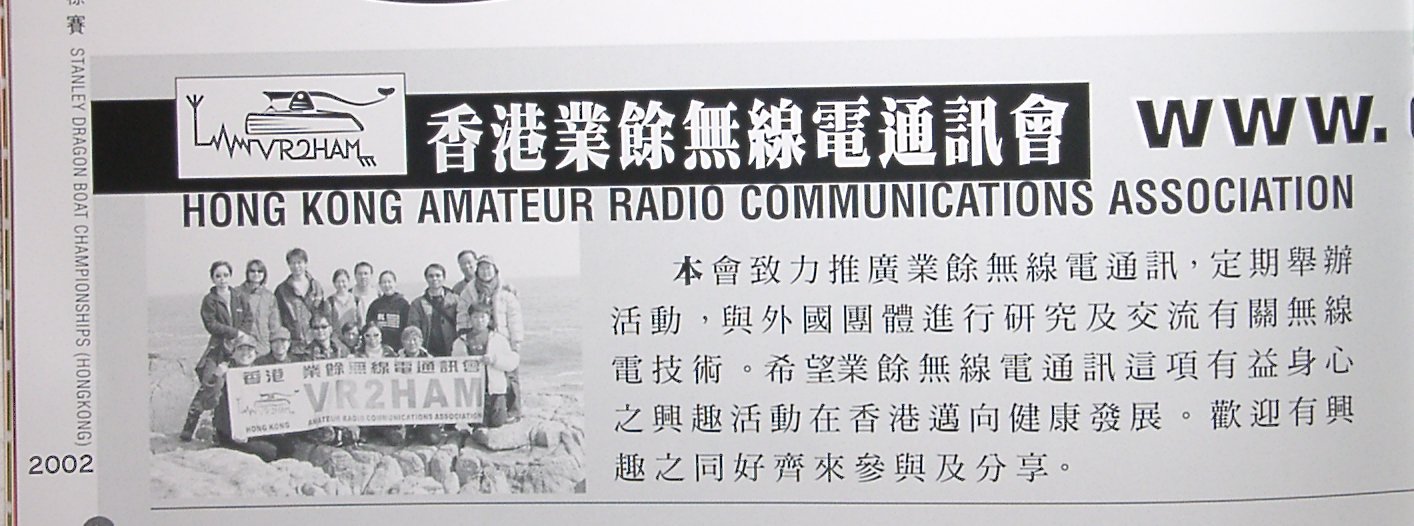 賽 STANLEY DRAGON BOAT CHAMPIONSHIPS (HONGKONG)
2002
VR2HAM
香港業餘無線電通訊會
www.
HONG KONG AMATEUR RADIO COMMUNICATIONS ASSOCIATION
香港 業餘無線電通訊會
VR2HAM
VR2HAM
HONG KONG AMATEUR RADIO COMMUNICATIONS ASSOCIATION
本會致力推廣業餘無線電通訊，定期舉辦
活動，與外國團體進行研究及交流有關無線
電技術。希望業餘無線電通訊這項有益身心
之興趣活動在香港邁向健康發展。歡迎有興
趣之同好齊來參與及分享。